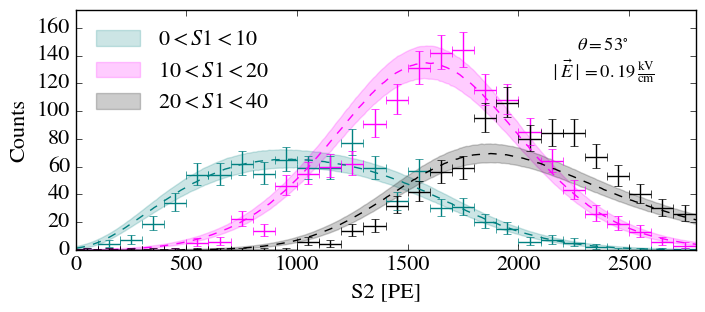 160
140
120
100
80
60
40
20
0
Counts
0 < S1 < 10
10 < S1 < 20
20 < S1 < 40
θ = 53°
|E⃗| = 0.19 kV/cm
0 500 1000 1500 2000 2500
S2 [PE]